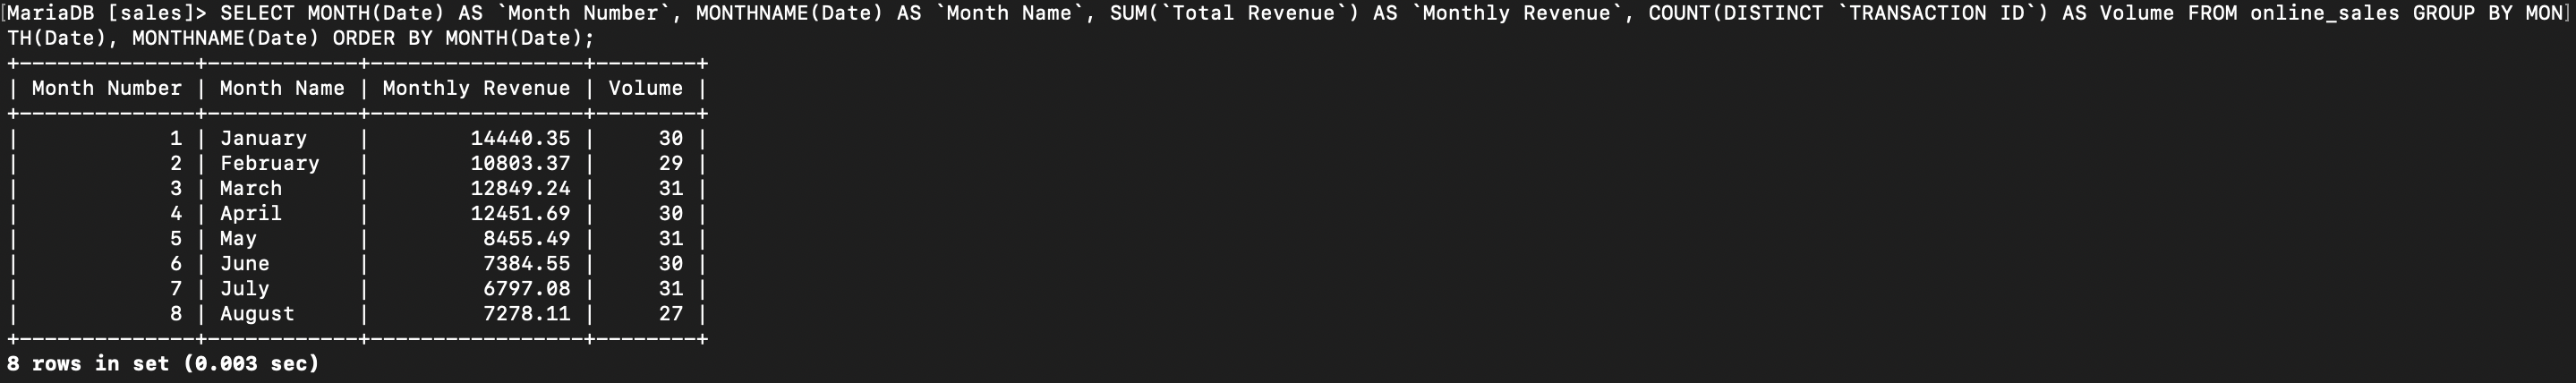 [MariaDB [sales]> SELECT MONTH(Date) AS `Month Number`, MONTHNAME(Date) AS `Month Name`, SUM(`Total Revenue`) AS `Monthly Revenue`, COUNT(DISTINCT `TRANSACTION ID`) AS Volume FROM online_sales GROUP BY MON]
TH(Date), MONTHNAME(Date) ORDER BY MONTH(Date);
+--------------+------------+-----------------+--------+
| Month Number | Month Name | Monthly Revenue | Volume |
+--------------+------------+-----------------+--------+
|            1 | January    |        14440.35 |     30 |
|            2 | February   |        10803.37 |     29 |
|            3 | March      |        12849.24 |     31 |
|            4 | April      |        12451.69 |     30 |
|            5 | May        |         8455.49 |     31 |
|            6 | June       |         7384.55 |     30 |
|            7 | July       |         6797.08 |     31 |
|            8 | August     |         7278.11 |     27 |
+--------------+------------+-----------------+--------+
8 rows in set (0.003 sec)